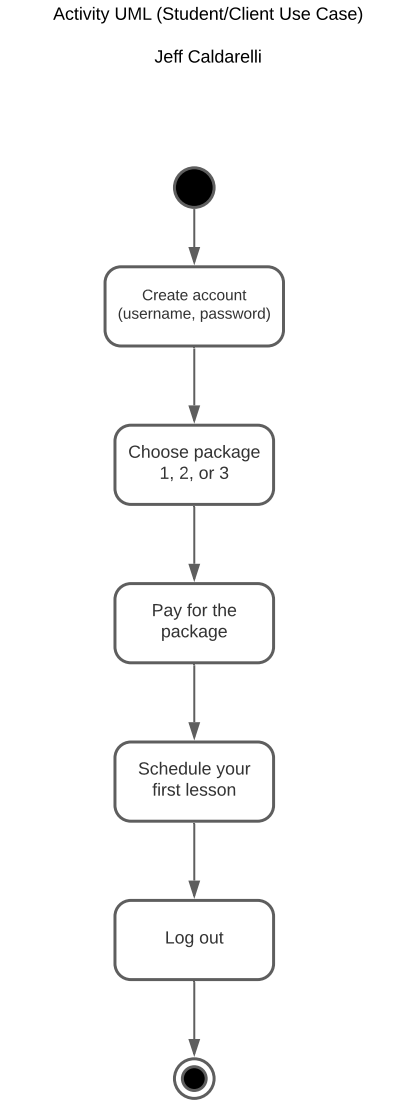 Activity UML (Student/Client Use Case)
Jeff Caldarelli
Create account
(username, password)
Choose package
1, 2, or 3
Pay for the
package
Schedule your
first lesson
Log out